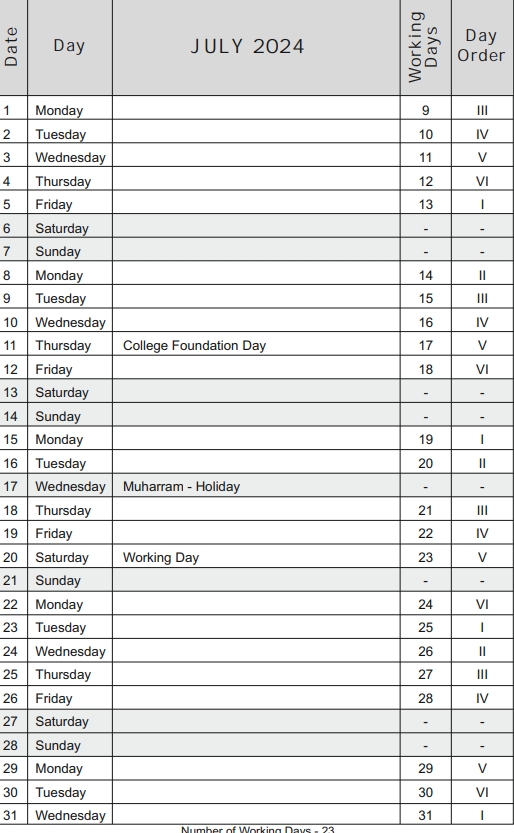 Date Day JULY 2024 Working Days Day Order
1 Monday 9 III
2 Tuesday 10 IV
3 Wednesday 11 V
4 Thursday 12 VI
5 Friday 13 I
6 Saturday - -
7 Sunday - -
8 Monday 14 II
9 Tuesday 15 III
10 Wednesday 16 IV
11 Thursday College Foundation Day 17 V
12 Friday 18 VI
13 Saturday - -
14 Sunday - -
15 Monday 19 I
16 Tuesday 20 II
17 Wednesday Muharram - Holiday - -
18 Thursday 21 III
19 Friday 22 IV
20 Saturday Working Day 23 V
21 Sunday - -
22 Monday 24 VI
23 Tuesday 25 I
24 Wednesday 26 II
25 Thursday 27 III
26 Friday 28 IV
27 Saturday - -
28 Sunday - -
29 Monday 29 V
30 Tuesday 30 VI
31 Wednesday 31 I
Number of Working Days - 23